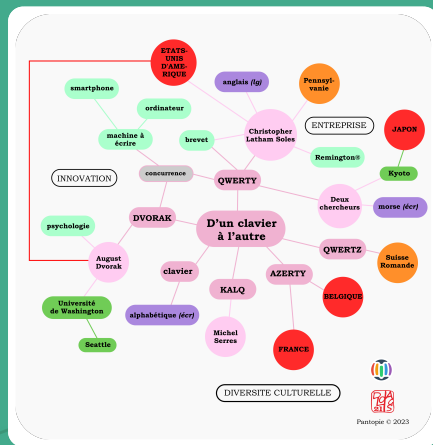 ETATS-
UNIS
D'AME-
RIQUE
smartphone
anglais (lg)
Pennsyl-
vanie
ordinateur
machine à
écrire
brevet
Christopher
Latham Soles
ENTREPRISE
JAPON
Remington®
Kyoto
INNOVATION
concurrence
QWERTY
Deux
chercheurs
morse (écr)
psychologie
DVORAK
D'un clavier
à l'autre
QWERTZ
August
Dvorak
clavier
AZERTY
Suisse
Romande
KALQ
BELGIQUE
Université
de Washington
alphabétique (écr)
Michel
Serres
Seattle
FRANCE
DIVERSITE CULTURELLE
Pantopie © 2023